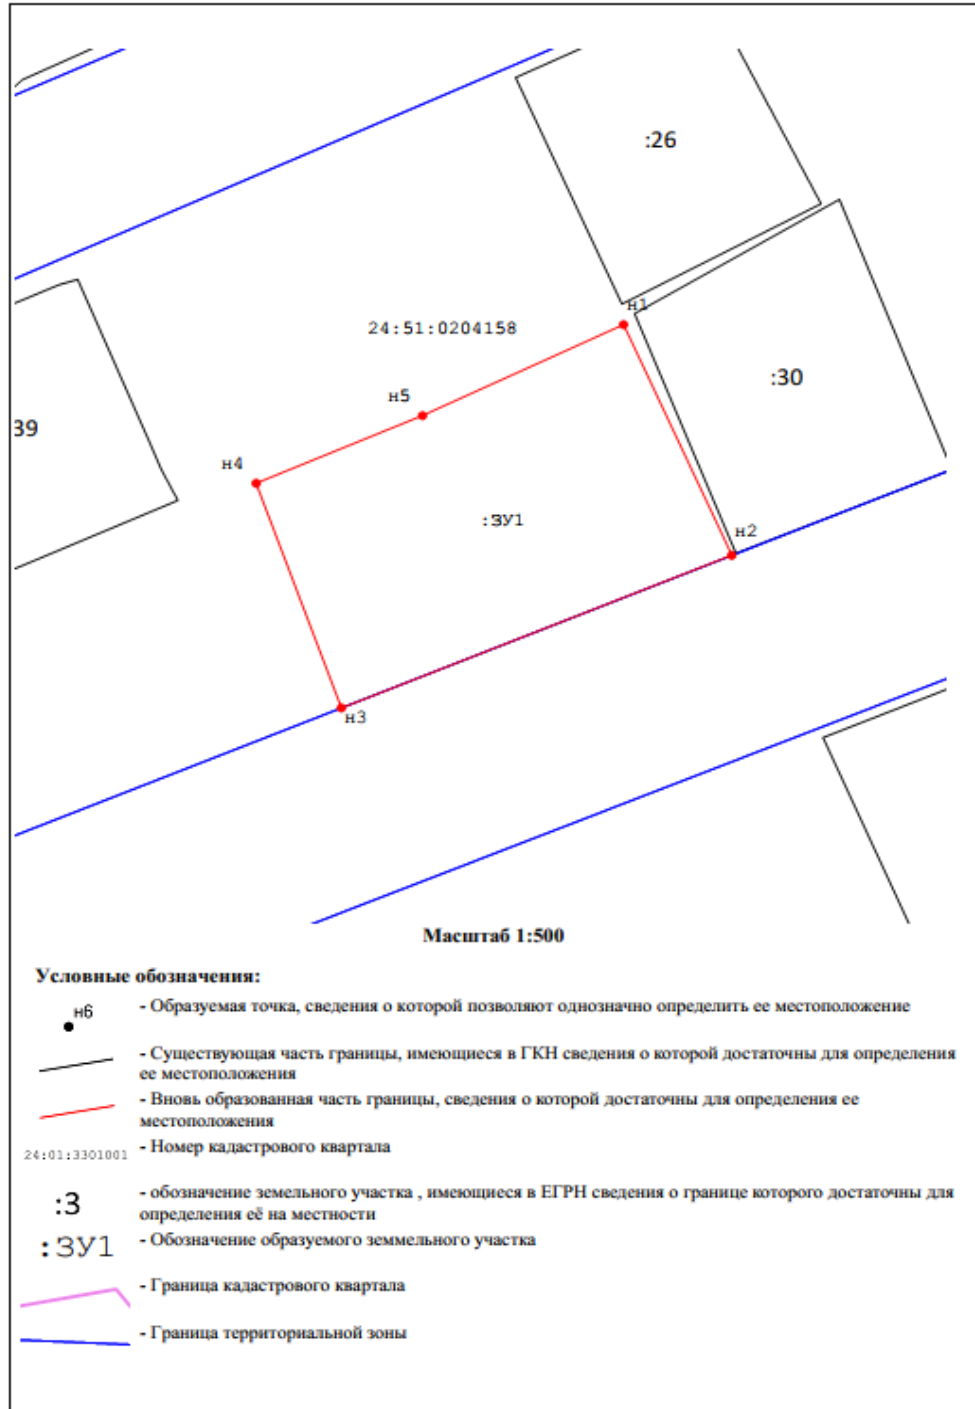 :26
н1
24:51:0204158
:30
н5
39
н4
:ЗУ1
н2
н3
Масштаб 1:500
Условные обозначения:
н6
- Образуемая точка, сведения о которой позволяют однозначно определить ее местоположение
- Существующая часть границы, имеющиеся в ГКН сведения о которой достаточны для определения
ее местоположения
- Вновь образованная часть границы, сведения о которой достаточны для определения ее
местоположения
24:01:3301001 - Номер кадастрового квартала
:3 - обозначение земельного участка , имеющиеся в ЕГРН сведения о границе которого достаточны для
определения её на местности
:ЗУ1 - Обозначение образуемого земмельного участка
- Граница кадастрового квартала
- Граница территориальной зоны